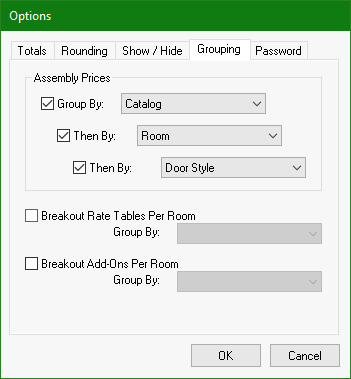 Options
Totals Rounding Show / Hide Grouping Password
Assembly Prices
Group By: Catalog
Then By: Room
Then By: Door Style
Breakout Rate Tables Per Room
Group By:
Breakout Add-Ons Per Room
Group By:
OK Cancel